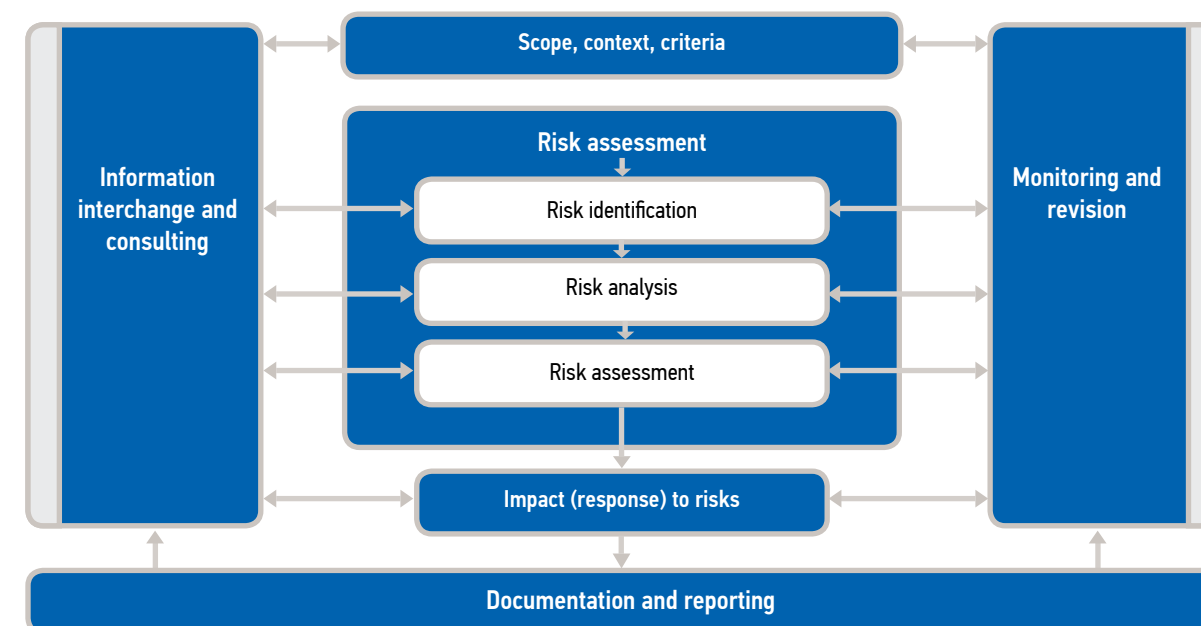 Scope, context, criteria
Information
interchange and
consulting
Risk assessment
Risk identification
Risk analysis
Risk assessment
Monitoring and
revision
Impact (response) to risks
Documentation and reporting